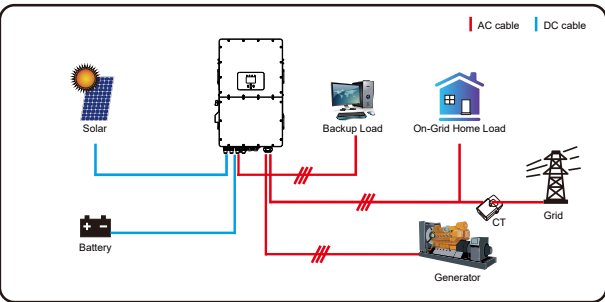 AC cable
DC cable
Solar
Backup Load
On-Grid Home Load
Grid
CT
Battery
Generator